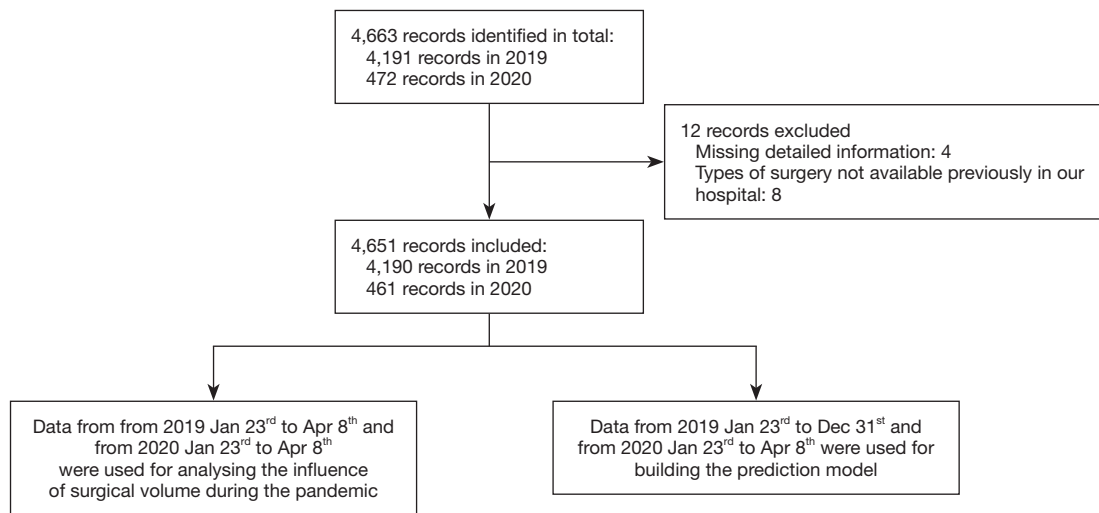 4,663 records identified in total:
4,191 records in 2019
472 records in 2020
12 records excluded
Missing detailed information: 4
Types of surgery not available previously in our
hospital: 8
4,651 records included:
4,190 records in 2019
461 records in 2020
Data from from 2019 Jan 23rd to Apr 8th and
from 2020 Jan 23rd to Apr 8th
were used for analysing the influence
of surgical volume during the pandemic
Data from 2019 Jan 23rd to Dec 31st and
from 2020 Jan 23rd to Apr 8th were used for
building the prediction model